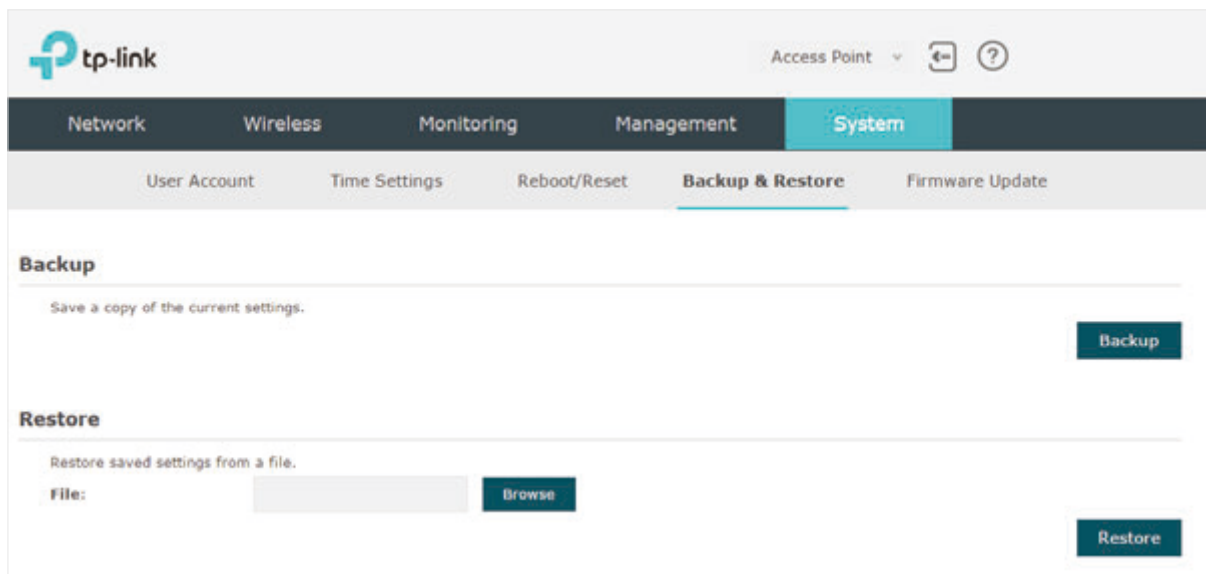 tp-link
Access Point
Network Wireless Monitoring Management System
User Account Time Settings Reboot/Reset Backup & Restore Firmware Update
Backup
Save a copy of the current settings.
Backup
Restore
Restore saved settings from a file.
File: Browse
Restore